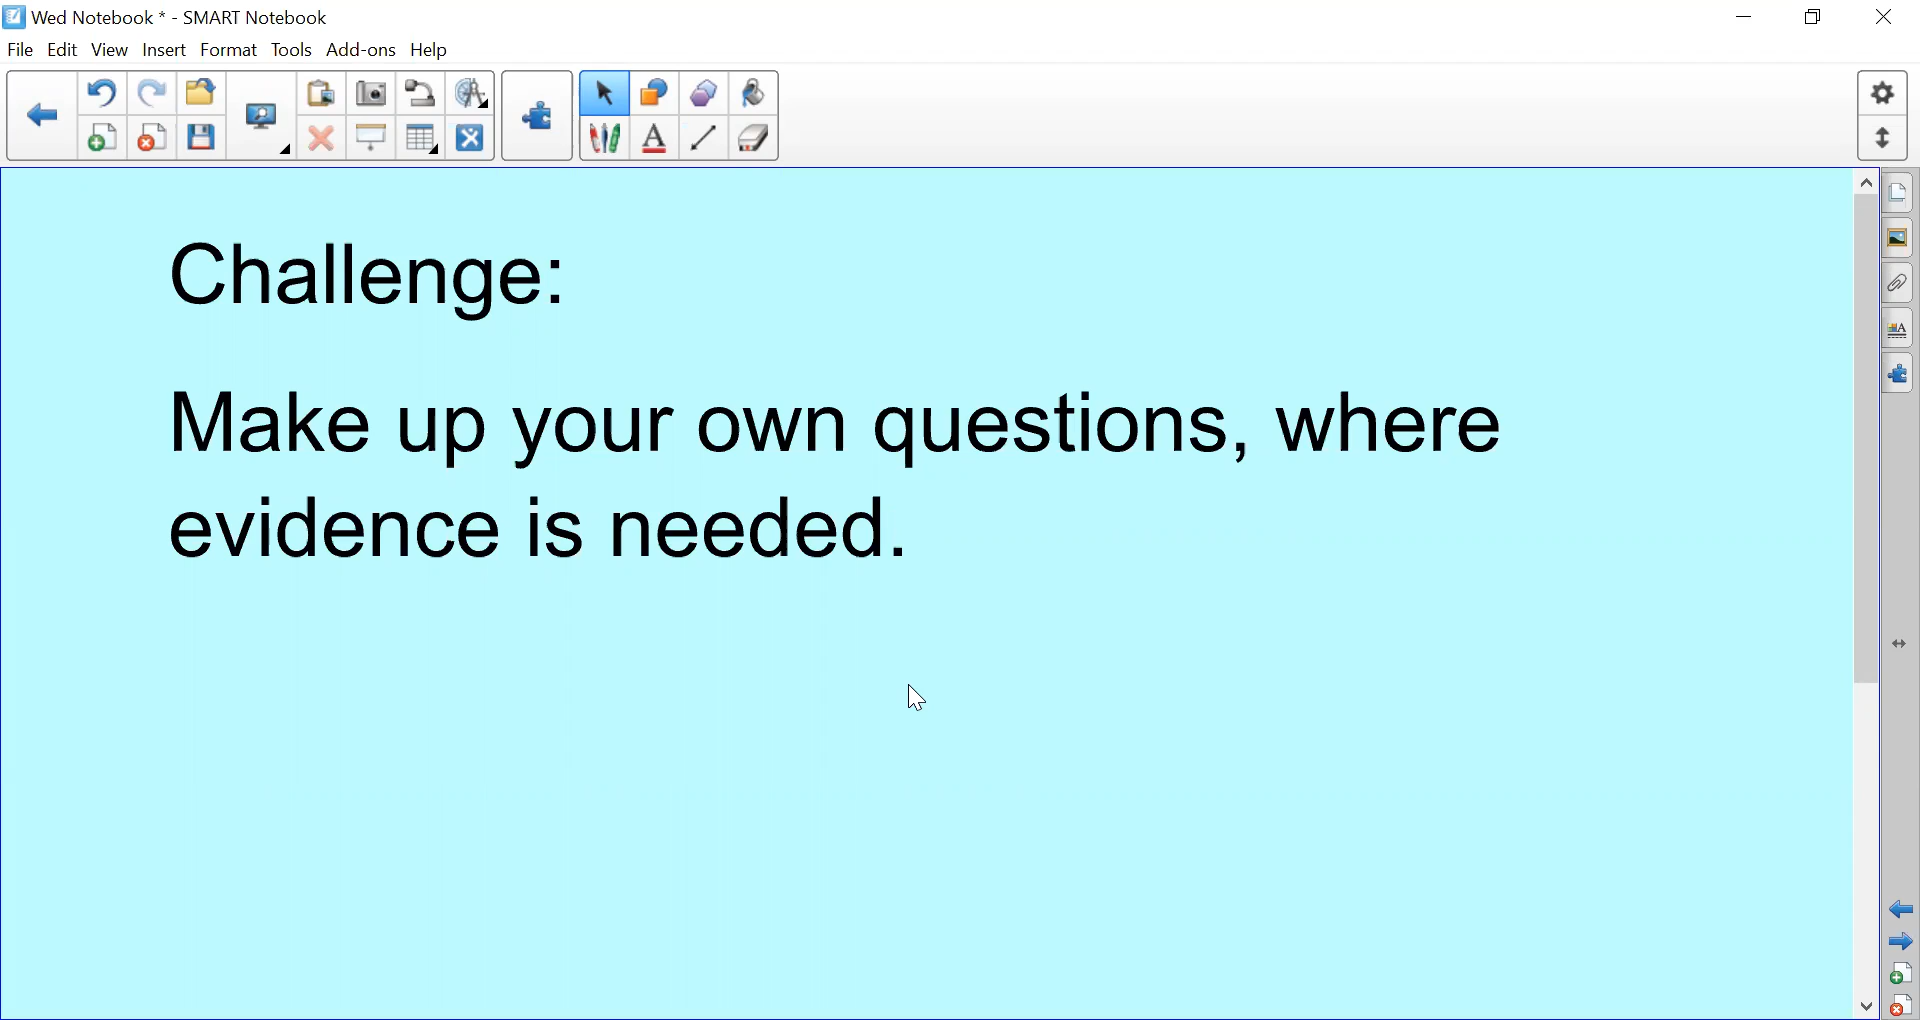 Wed Notebook * - SMART Notebook
File Edit View Insert Format Tools Add-ons Help
Challenge:
Make up your own questions, where
evidence is needed.